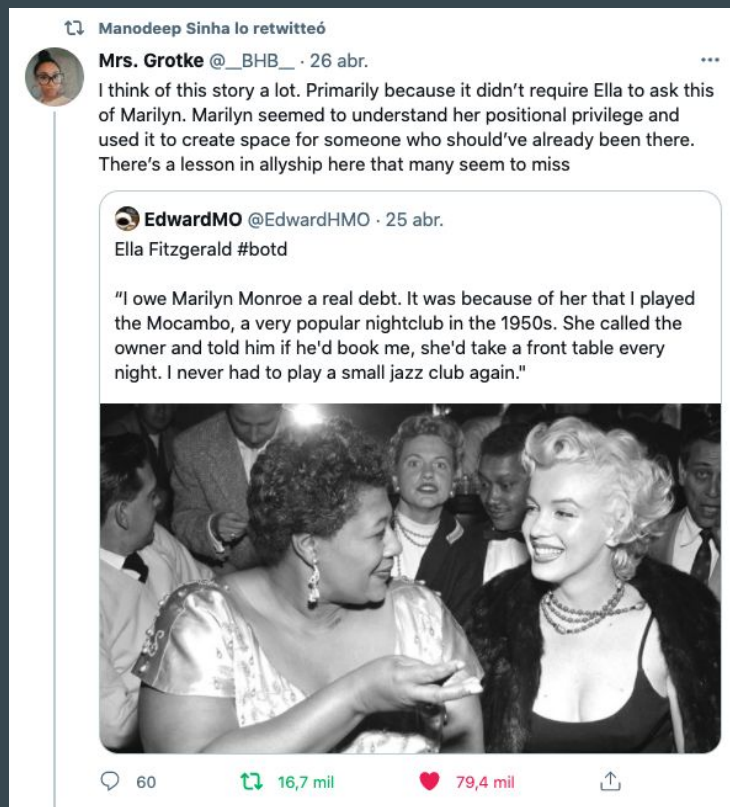 Manodeep Sinha lo retwitteó
Mrs. Grotke @__BHB__ · 26 abr.
I think of this story a lot. Primarily because it didn’t require Ella to ask this
of Marilyn. Marilyn seemed to understand her positional privilege and
used it to create space for someone who should’ve already been there.
There’s a lesson in allyship here that many seem to miss
EdwardMO @EdwardHMO · 25 abr.
Ella Fitzgerald #botd
“I owe Marilyn Monroe a real debt. It was because of her that I played
the Mocambo, a very popular nightclub in the 1950s. She called the
owner and told him if he'd book me, she'd take a front table every
night. I never had to play a small jazz club again."
60 16,7 mil 79,4 mil